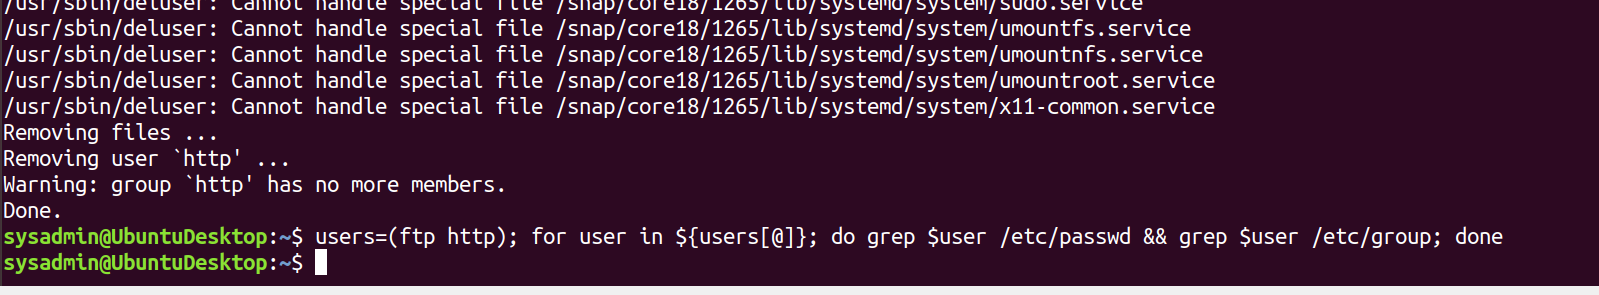 /usr/sbin/deluser: Cannot handle special file /snap/core18/1265/lib/systemd/system/sudo.service
/usr/sbin/deluser: Cannot handle special file /snap/core18/1265/lib/systemd/system/umountfs.service
/usr/sbin/deluser: Cannot handle special file /snap/core18/1265/lib/systemd/system/umountnfs.service
/usr/sbin/deluser: Cannot handle special file /snap/core18/1265/lib/systemd/system/umountroot.service
/usr/sbin/deluser: Cannot handle special file /snap/core18/1265/lib/systemd/system/x11-common.service
Removing files ...
Removing user `http' ...
Warning: group `http' has no more members.
Done.
sysadmin@UbuntuDesktop:~$ users=(ftp http); for user in ${users[@]}; do grep $user /etc/passwd && grep $user /etc/group; done
sysadmin@UbuntuDesktop:~$